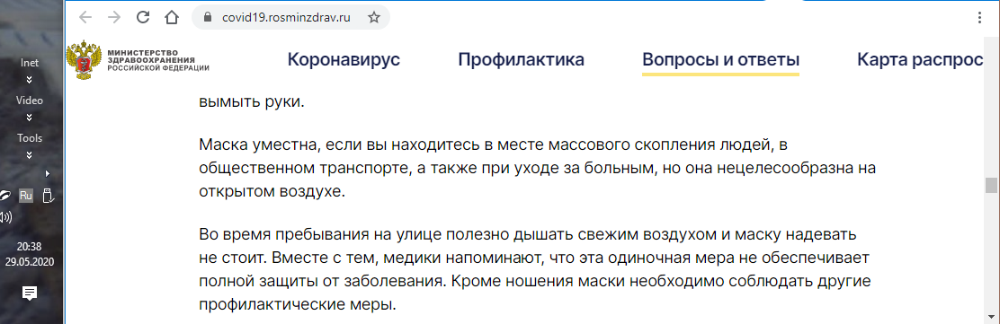 covid19.rosminzdrav.ru
МИНИСТЕРСТВО
ЗДРАВООХРАНЕНИЯ
РОССИЙСКОЙ ФЕДЕРАЦИИ
Коронавирус
Профилактика
Вопросы и ответы
Карта распрос
вымыть руки.
Маска уместна, если вы находитесь в месте массового скопления людей, в
общественном транспорте, а также при уходе за больным, но она нецелесообразна на
открытом воздухе.
Во время пребывания на улице полезно дышать свежим воздухом и маску надевать
не стоит. Вместе с тем, медики напоминают, что эта одиночная мера не обеспечивает
полной защиты от заболевания. Кроме ношения маски необходимо соблюдать другие
профилактические меры.
Inet
Video
Tools
Ru
20:38
29.05.2020